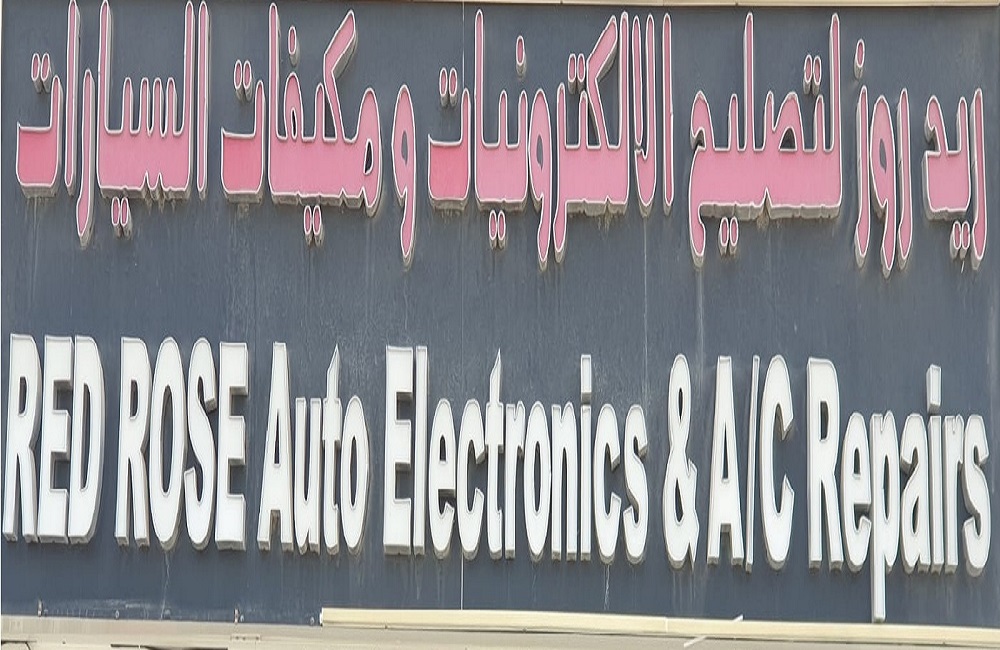 ريد روز لتصليح الالكترونيات و مكيفات السيارات
RED ROSE Auto Electronics & A/C Repairs